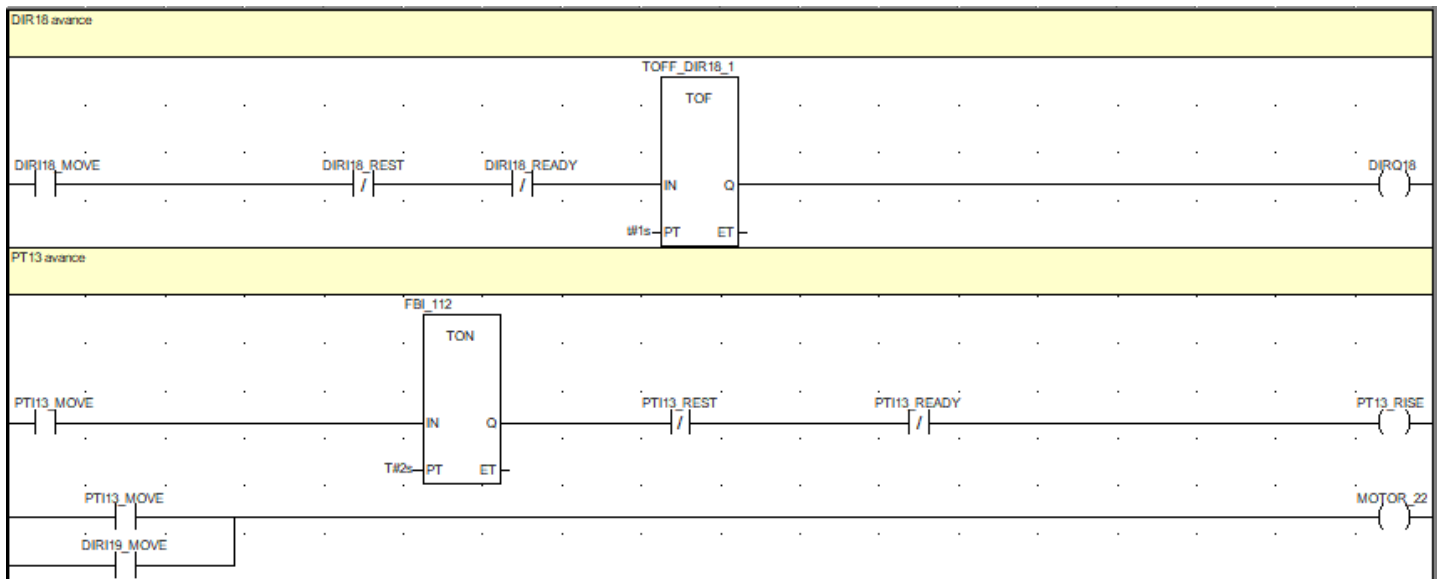 DIR18 avance
TOFF_DIR18_1
TOF
DIRI18_MOVE
DIRI18_REST
DIRI18_READY
DIRQ18
IN Q
t#1s PT ET
PT13 avance
FBI_112
TON
PTI13_MOVE
PTI13_REST
PTI13_READY
PT13_RISE
IN Q
T#2s PT ET
PTI13_MOVE
MOTOR_22
DIRI19_MOVE